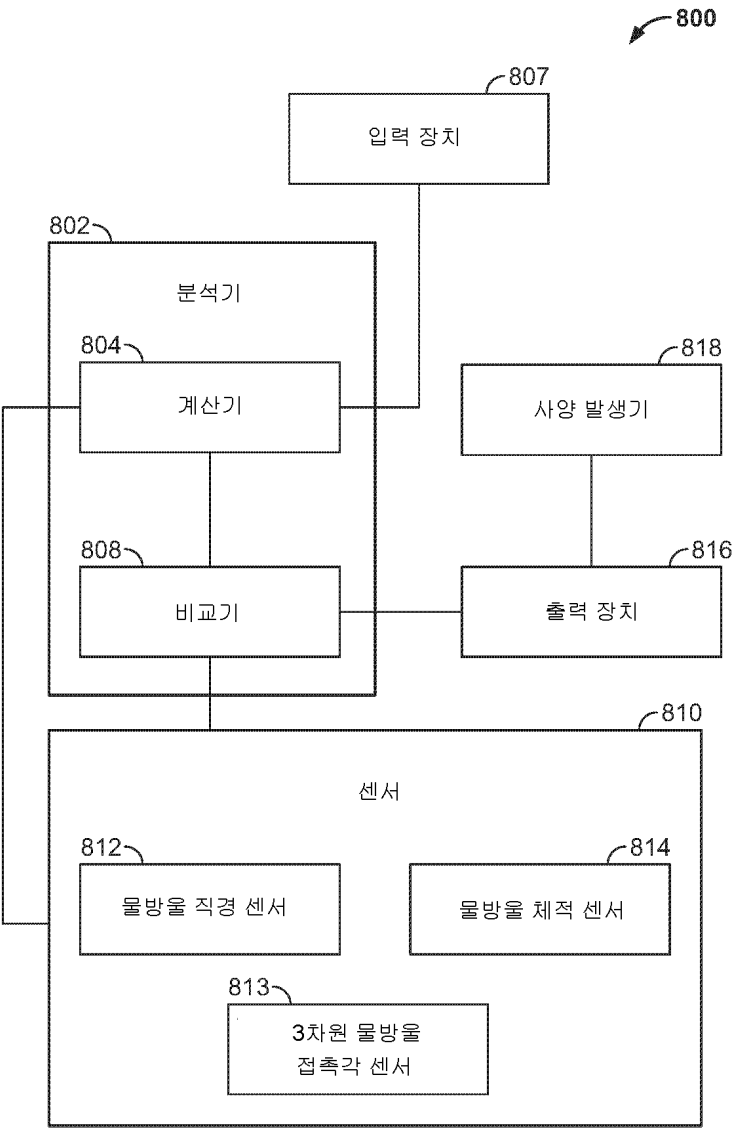 800
807
입력 장치
802
분석기
804
계산기
818
사양 발생기
808
비교기
816
출력 장치
810
센서
812
물방울 직경 센서
814
물방울 체적 센서
813
3차원 물방울
접촉각 센서